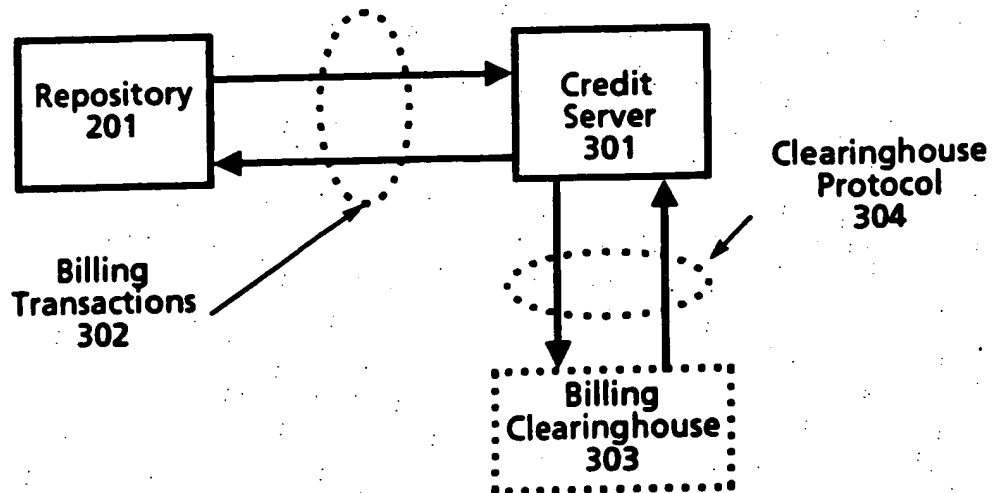 Repository
201
Credit
Server
301
Clearinghouse
Protocol
304
Billing
Transactions
302
Billing
Clearinghouse
303